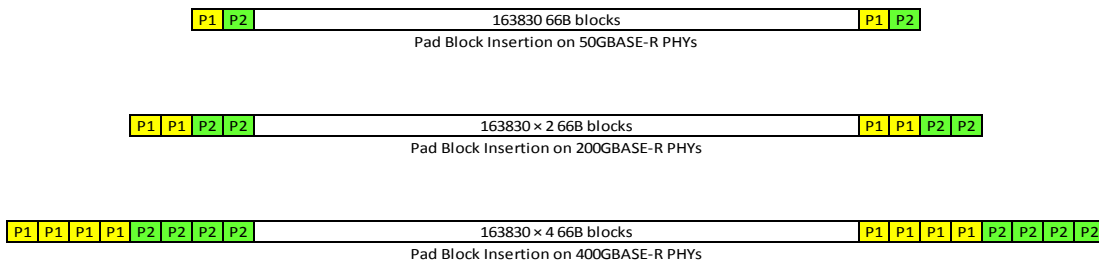 P1 P2 163830 66B blocks P1 P2
Pad Block Insertion on 50GBASE-R PHYs
P1 P1 P2 P2 163830 × 2 66B blocks P1 P1 P2 P2
Pad Block Insertion on 200GBASE-R PHYs
P1 P1 P1 P1 P2 P2 P2 P2 163830 × 4 66B blocks P1 P1 P1 P1 P2 P2 P2 P2
Pad Block Insertion on 400GBASE-R PHYs